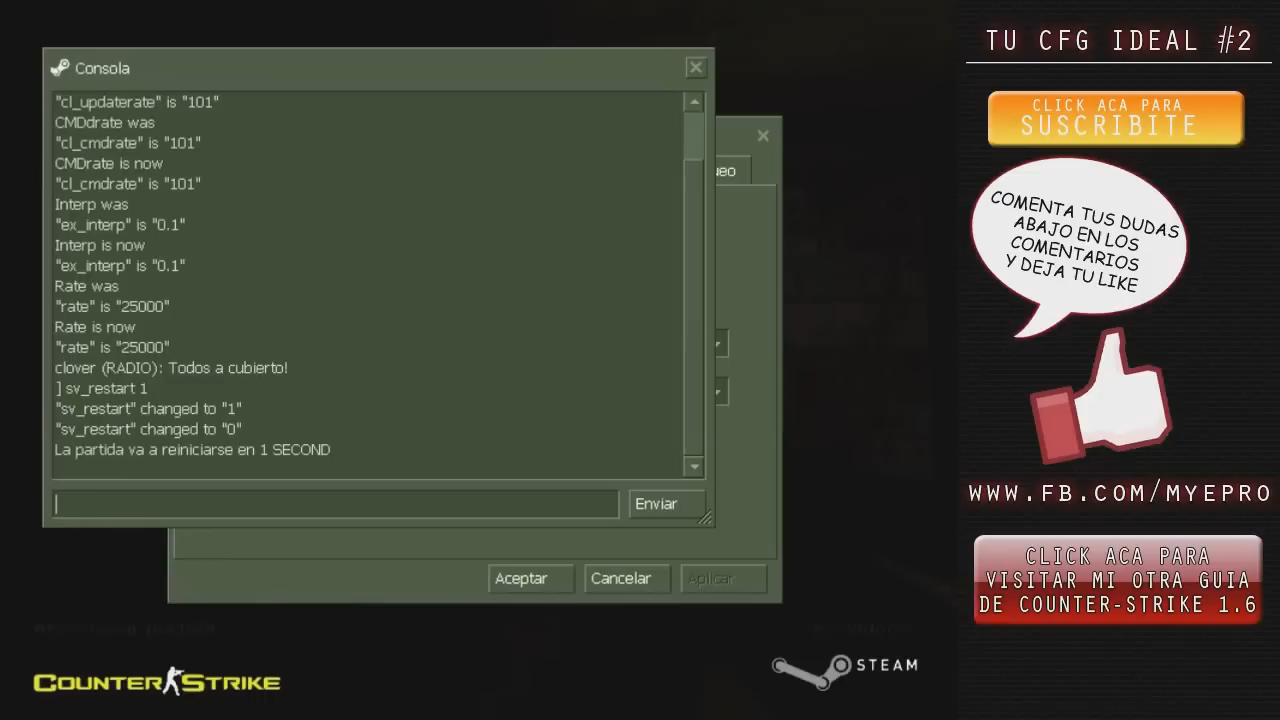 Consola
"cl_updaterate" is "101"
CMDdrate was
"cl_cmdrate" is "101"
CMDrate is now
"cl_cmdrate" is "101"
Interp was
"ex_interp" is "0.1"
Interp is now
"ex_interp" is "0.1"
Rate was
"rate" is "25000"
Rate is now
"rate" is "25000"
clover (RADIO): Todos a cubierto!
] sv_restart 1
"sv_restart" changed to "1"
"sv_restart" changed to "0"
La partida va a reiniciarse en 1 SECOND
Enviar
ueo
Aceptar
Cancelar
Aplicar
COUNTER STRIKE
STEAM
TU CFG IDEAL #2
CLICK ACA PARA
SUSCRIBITE
COMENTA TUS DUDAS
ABAJO EN LOS
COMENTARIOS
Y DEJA TU LIKE
WWW.FB.COM/MYEPRO
CLICK ACA PARA
VISITAR MI OTRA GUIA
DE COUNTER-STRIKE 1.6